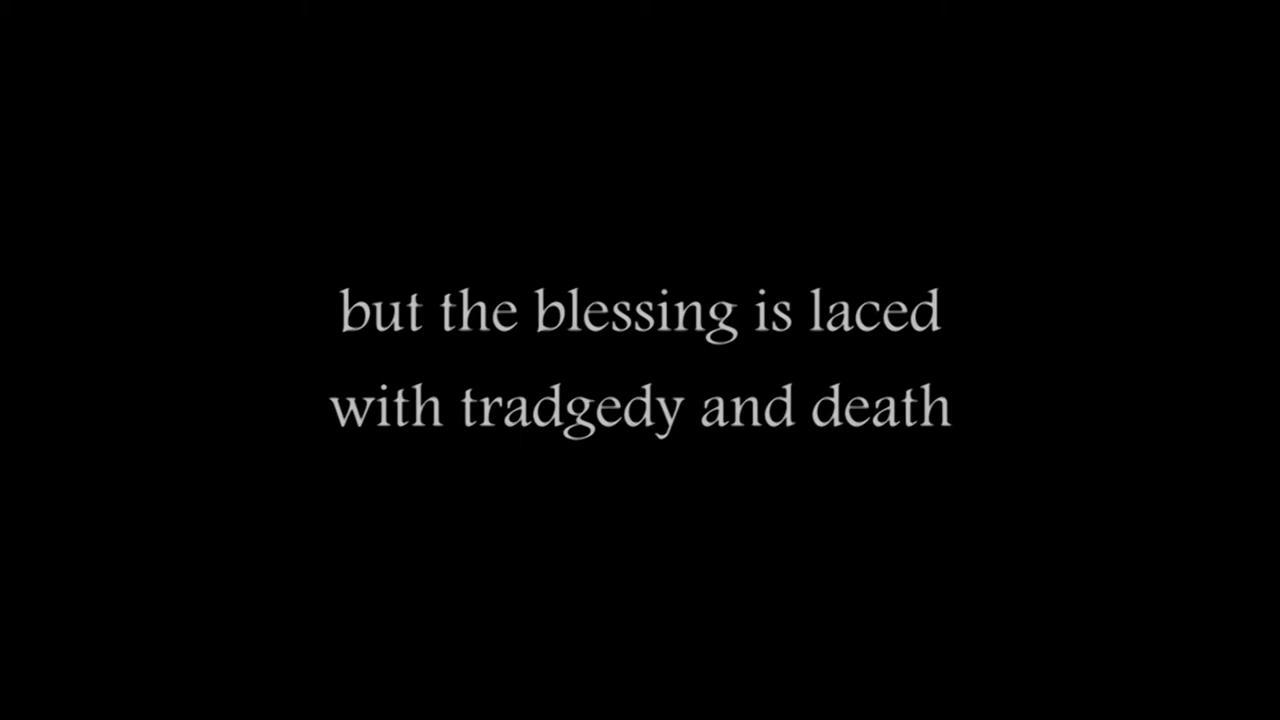 but the blessing is laced
with tradgedy and death